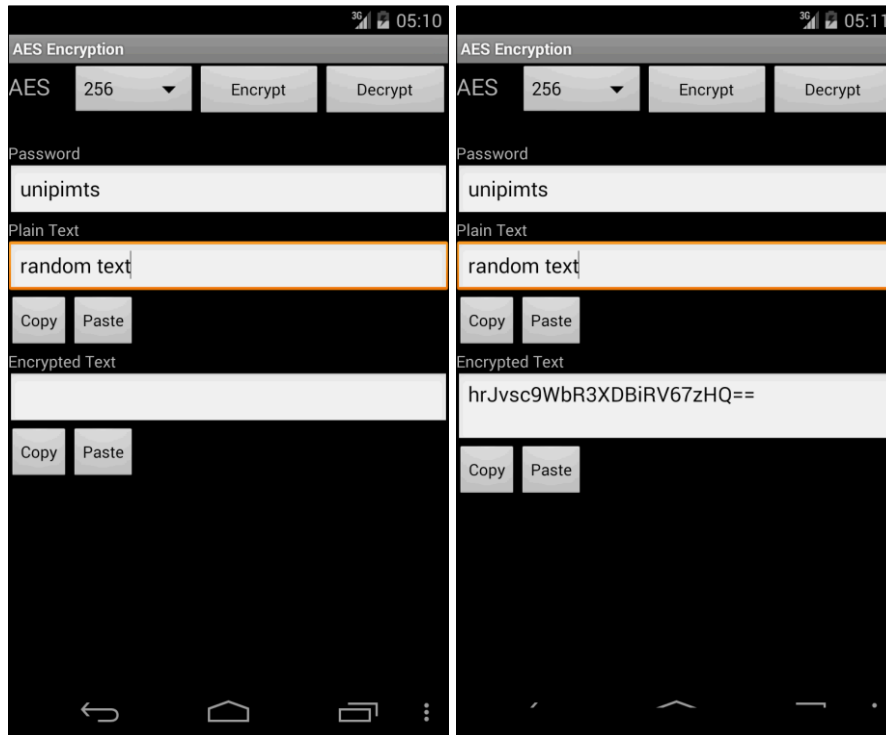 3G 05:10
AES Encryption
AES 256 Encrypt Decrypt
Password
unipimts
Plain Text
random text
Copy Paste
Encrypted Text
Copy Paste
3G 05:11
AES Encryption
AES 256 Encrypt Decrypt
Password
unipimts
Plain Text
random text
Copy Paste
Encrypted Text
hrJvsc9WbR3XDBiRV67zHQ==
Copy Paste